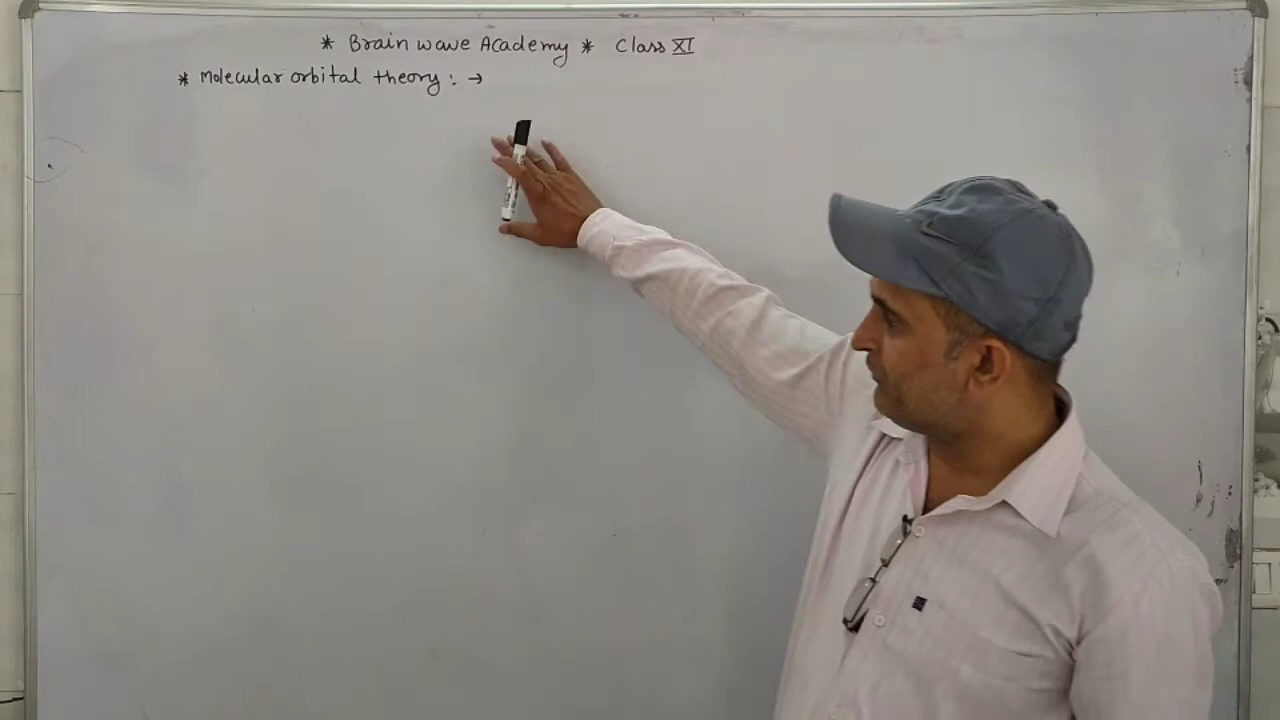 * Brain wave Academy * Class XI
* Molecular orbital theory : →